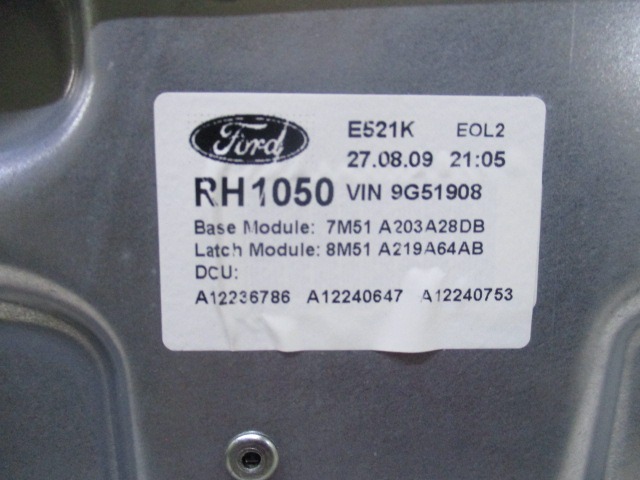 Ford
E521K EOL2
27.08.09 21:05
RH1050 VIN 9G51908
Base Module: 7M51 A203A28DB
Latch Module: 8M51 A219A64AB
DCU:
A12236786 A12240647 A12240753